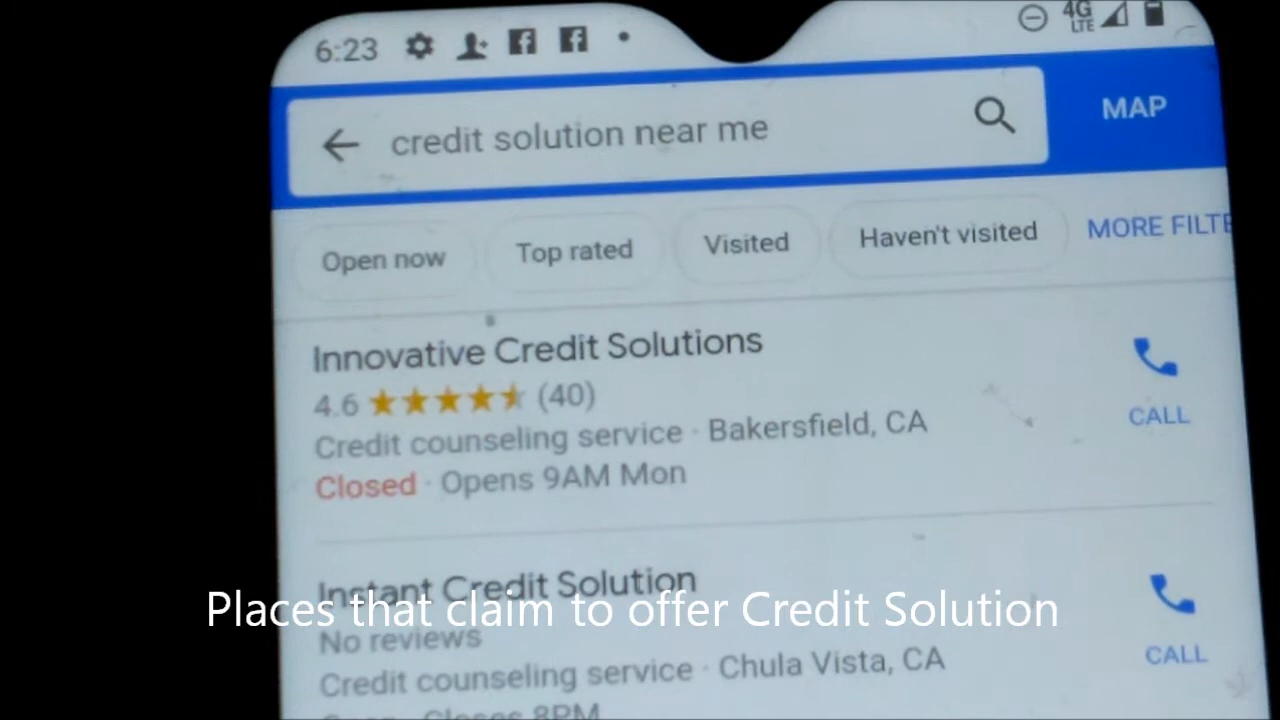 6:23
4G
LTE
credit solution near me
MAP
Open now
Top rated
Visited
Haven't visited
MORE FILTE
Innovative Credit Solutions
4.6 (40)
Credit counseling service · Bakersfield, CA
Closed · Opens 9AM Mon
CALL
Instant Credit Solution
Places that claim to offer Credit Solution
No reviews
Credit counseling service · Chula Vista, CA
CALL
Open · Closes 8PM